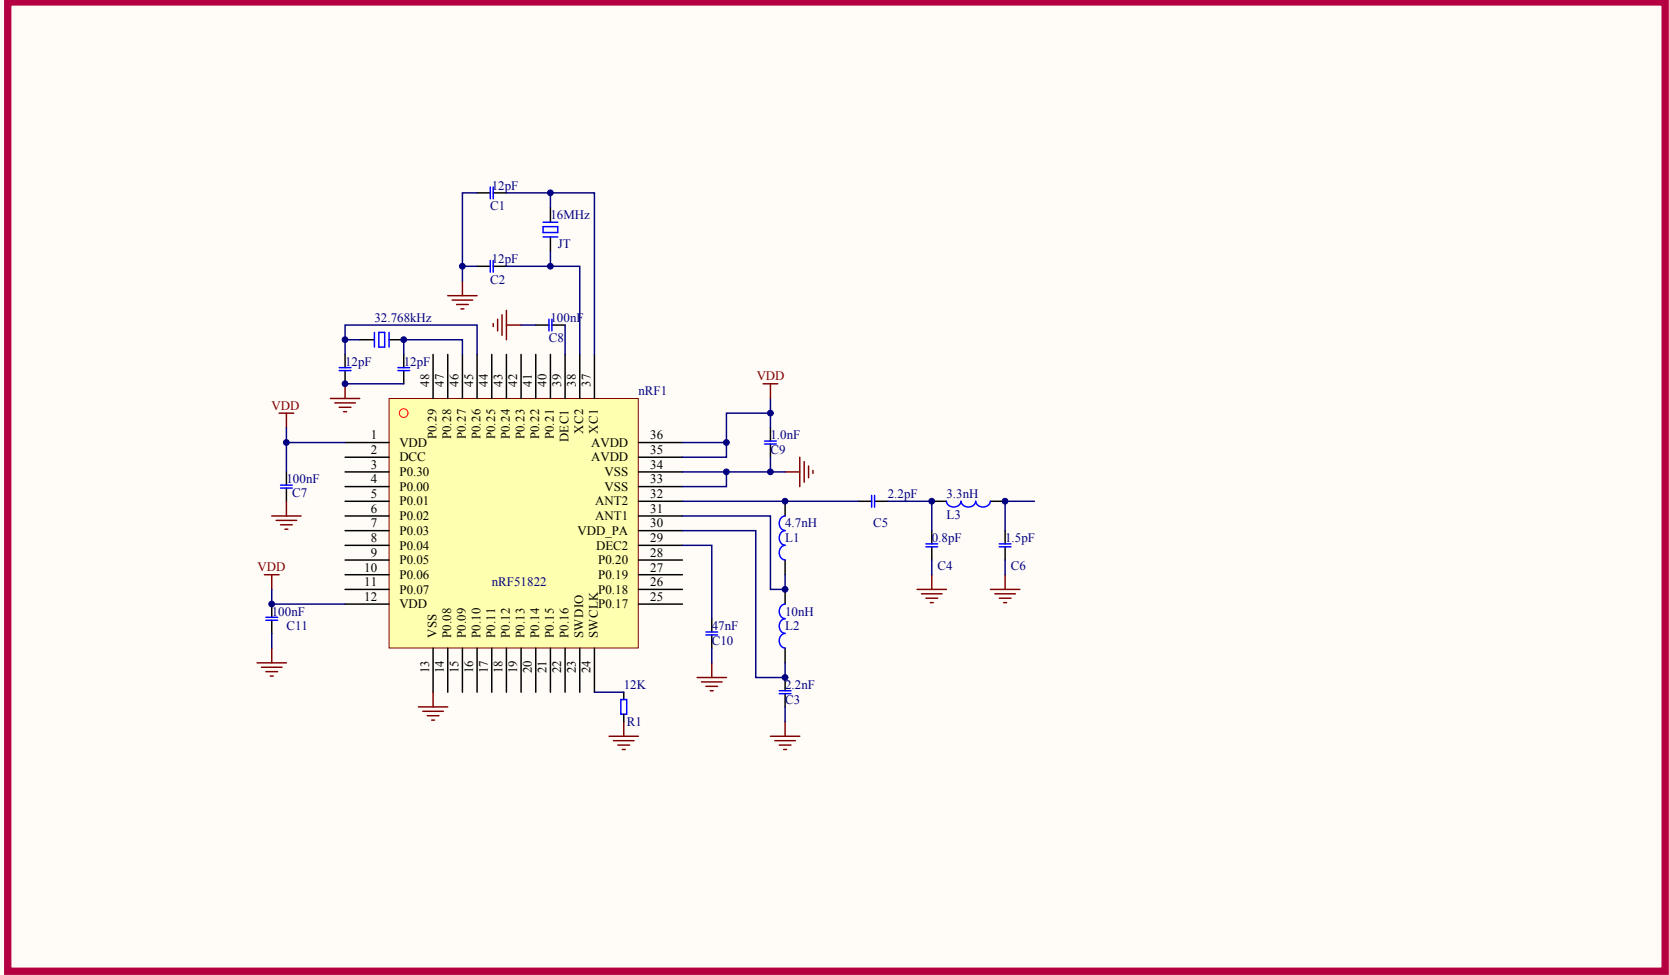 12pF
C1
16MHz
JT
12pF
C2
32.768kHz
100nF
C8
12pF
12pF
48
47
46
45
44
43
42
41
40
39
38
37
nRF1
VDD
VDD
P0.29
P0.28
P0.27
P0.26
P0.25
P0.24
P0.23
P0.22
P0.21
DEC1
XC2
XC1
1 VDD
2 DCC
3 P0.30
4 P0.00
5 P0.01
6 P0.02
7 P0.03
8 P0.04
9 P0.05
10 P0.06
11 P0.07
12 VDD
100nF
C7
VDD
100nF
C11
AVDD 36
AVDD 35
VSS 34
VSS 33
ANT2 32
ANT1 31
VDD_PA 30
DEC2 29
P0.20 28
P0.19 27
P0.18 26
P0.17 25
nRF51822
1.0nF
C9
2.2pF
C5
3.3nH
L3
4.7nH
L1
0.8pF
C4
1.5pF
C6
10nH
L2
47nF
C10
2.2nF
C3
VSS
P0.08
P0.09
P0.10
P0.11
P0.12
P0.13
P0.14
P0.15
P0.16
SWDIO
SWCLK
13
14
15
16
17
18
19
20
21
22
23
24
12K
R1